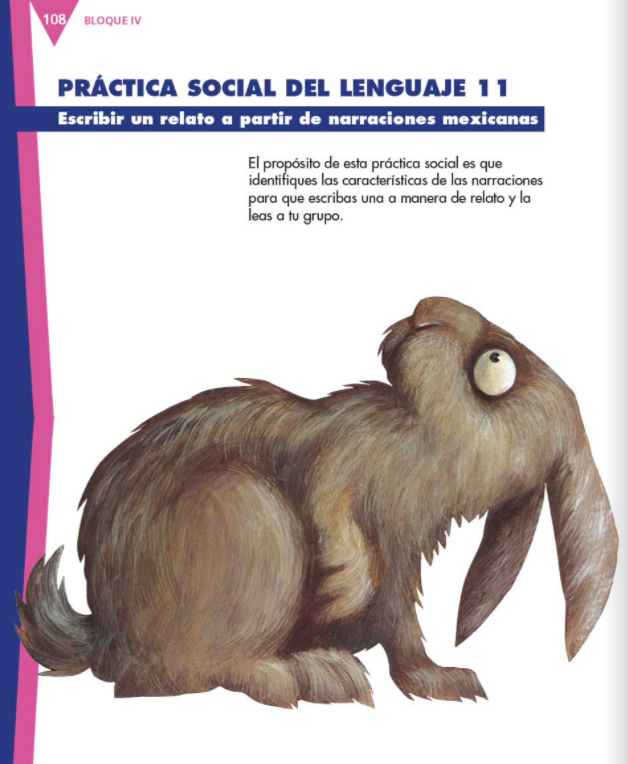 108
BLOQUE IV
PRÁCTICA SOCIAL DEL LENGUAJE 11
Escribir un relato a partir de narraciones mexicanas
El propósito de esta práctica social es que
identifiques las características de las narraciones
para que escribas una a manera de relato y la
leas a tu grupo.